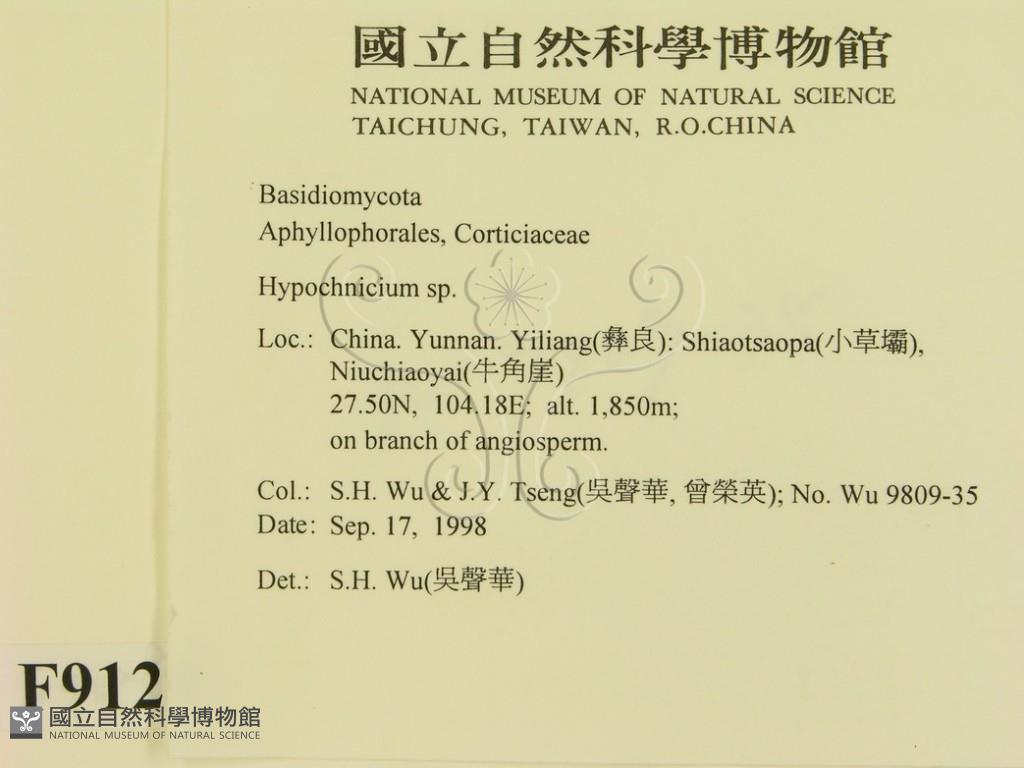 國立自然科學博物館
NATIONAL MUSEUM OF NATURAL SCIENCE
TAICHUNG, TAIWAN, R.O.CHINA
Basidiomycota
Aphyllophorales, Corticiaceae
Hypochnicium sp.
Loc.: China. Yunnan. Yiliang(彝良): Shiaotsaopa(小草壩),
Niuchiaoyai(牛角崖)
27.50N, 104.18E; alt. 1,850m;
on branch of angiosperm.
Col.: S.H. Wu & J.Y. Tseng(吳聲華, 曾榮英); No. Wu 9809-35
Date: Sep. 17, 1998
Det.: S.H. Wu(吳聲華)
F912
國立自然科學博物館
NATIONAL MUSEUM OF NATURAL SCIENCE